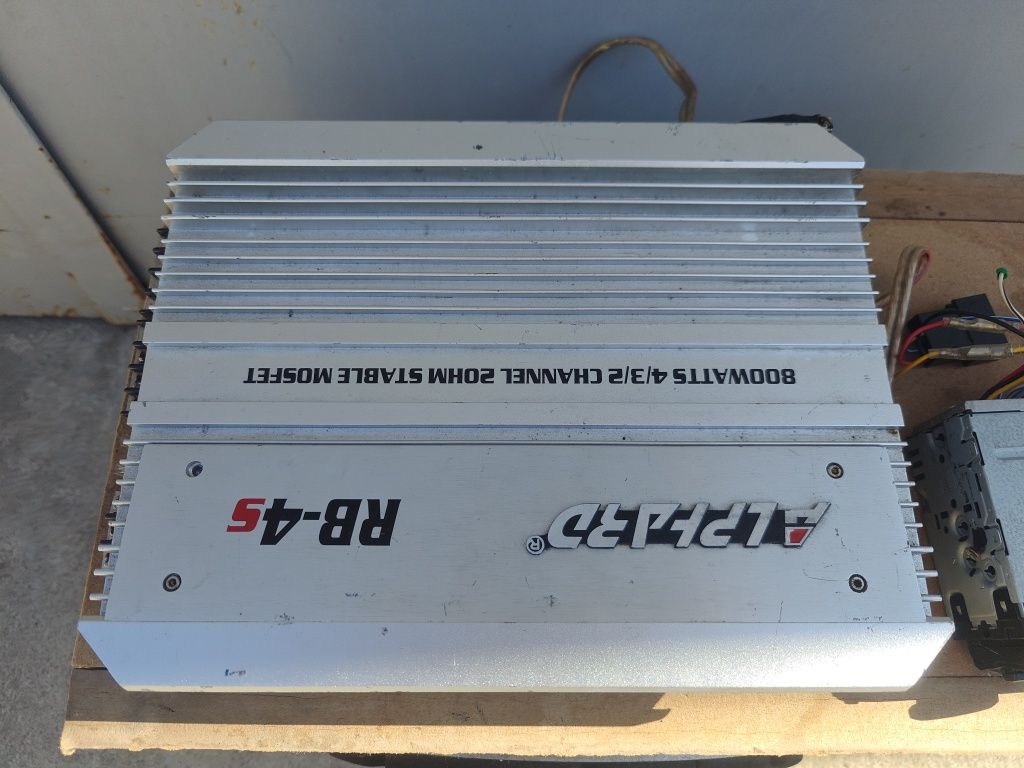 ALPHARD®
RB-4s
800WATTS 4/3/2 CHANNEL 2OHM STABLE MOSFET